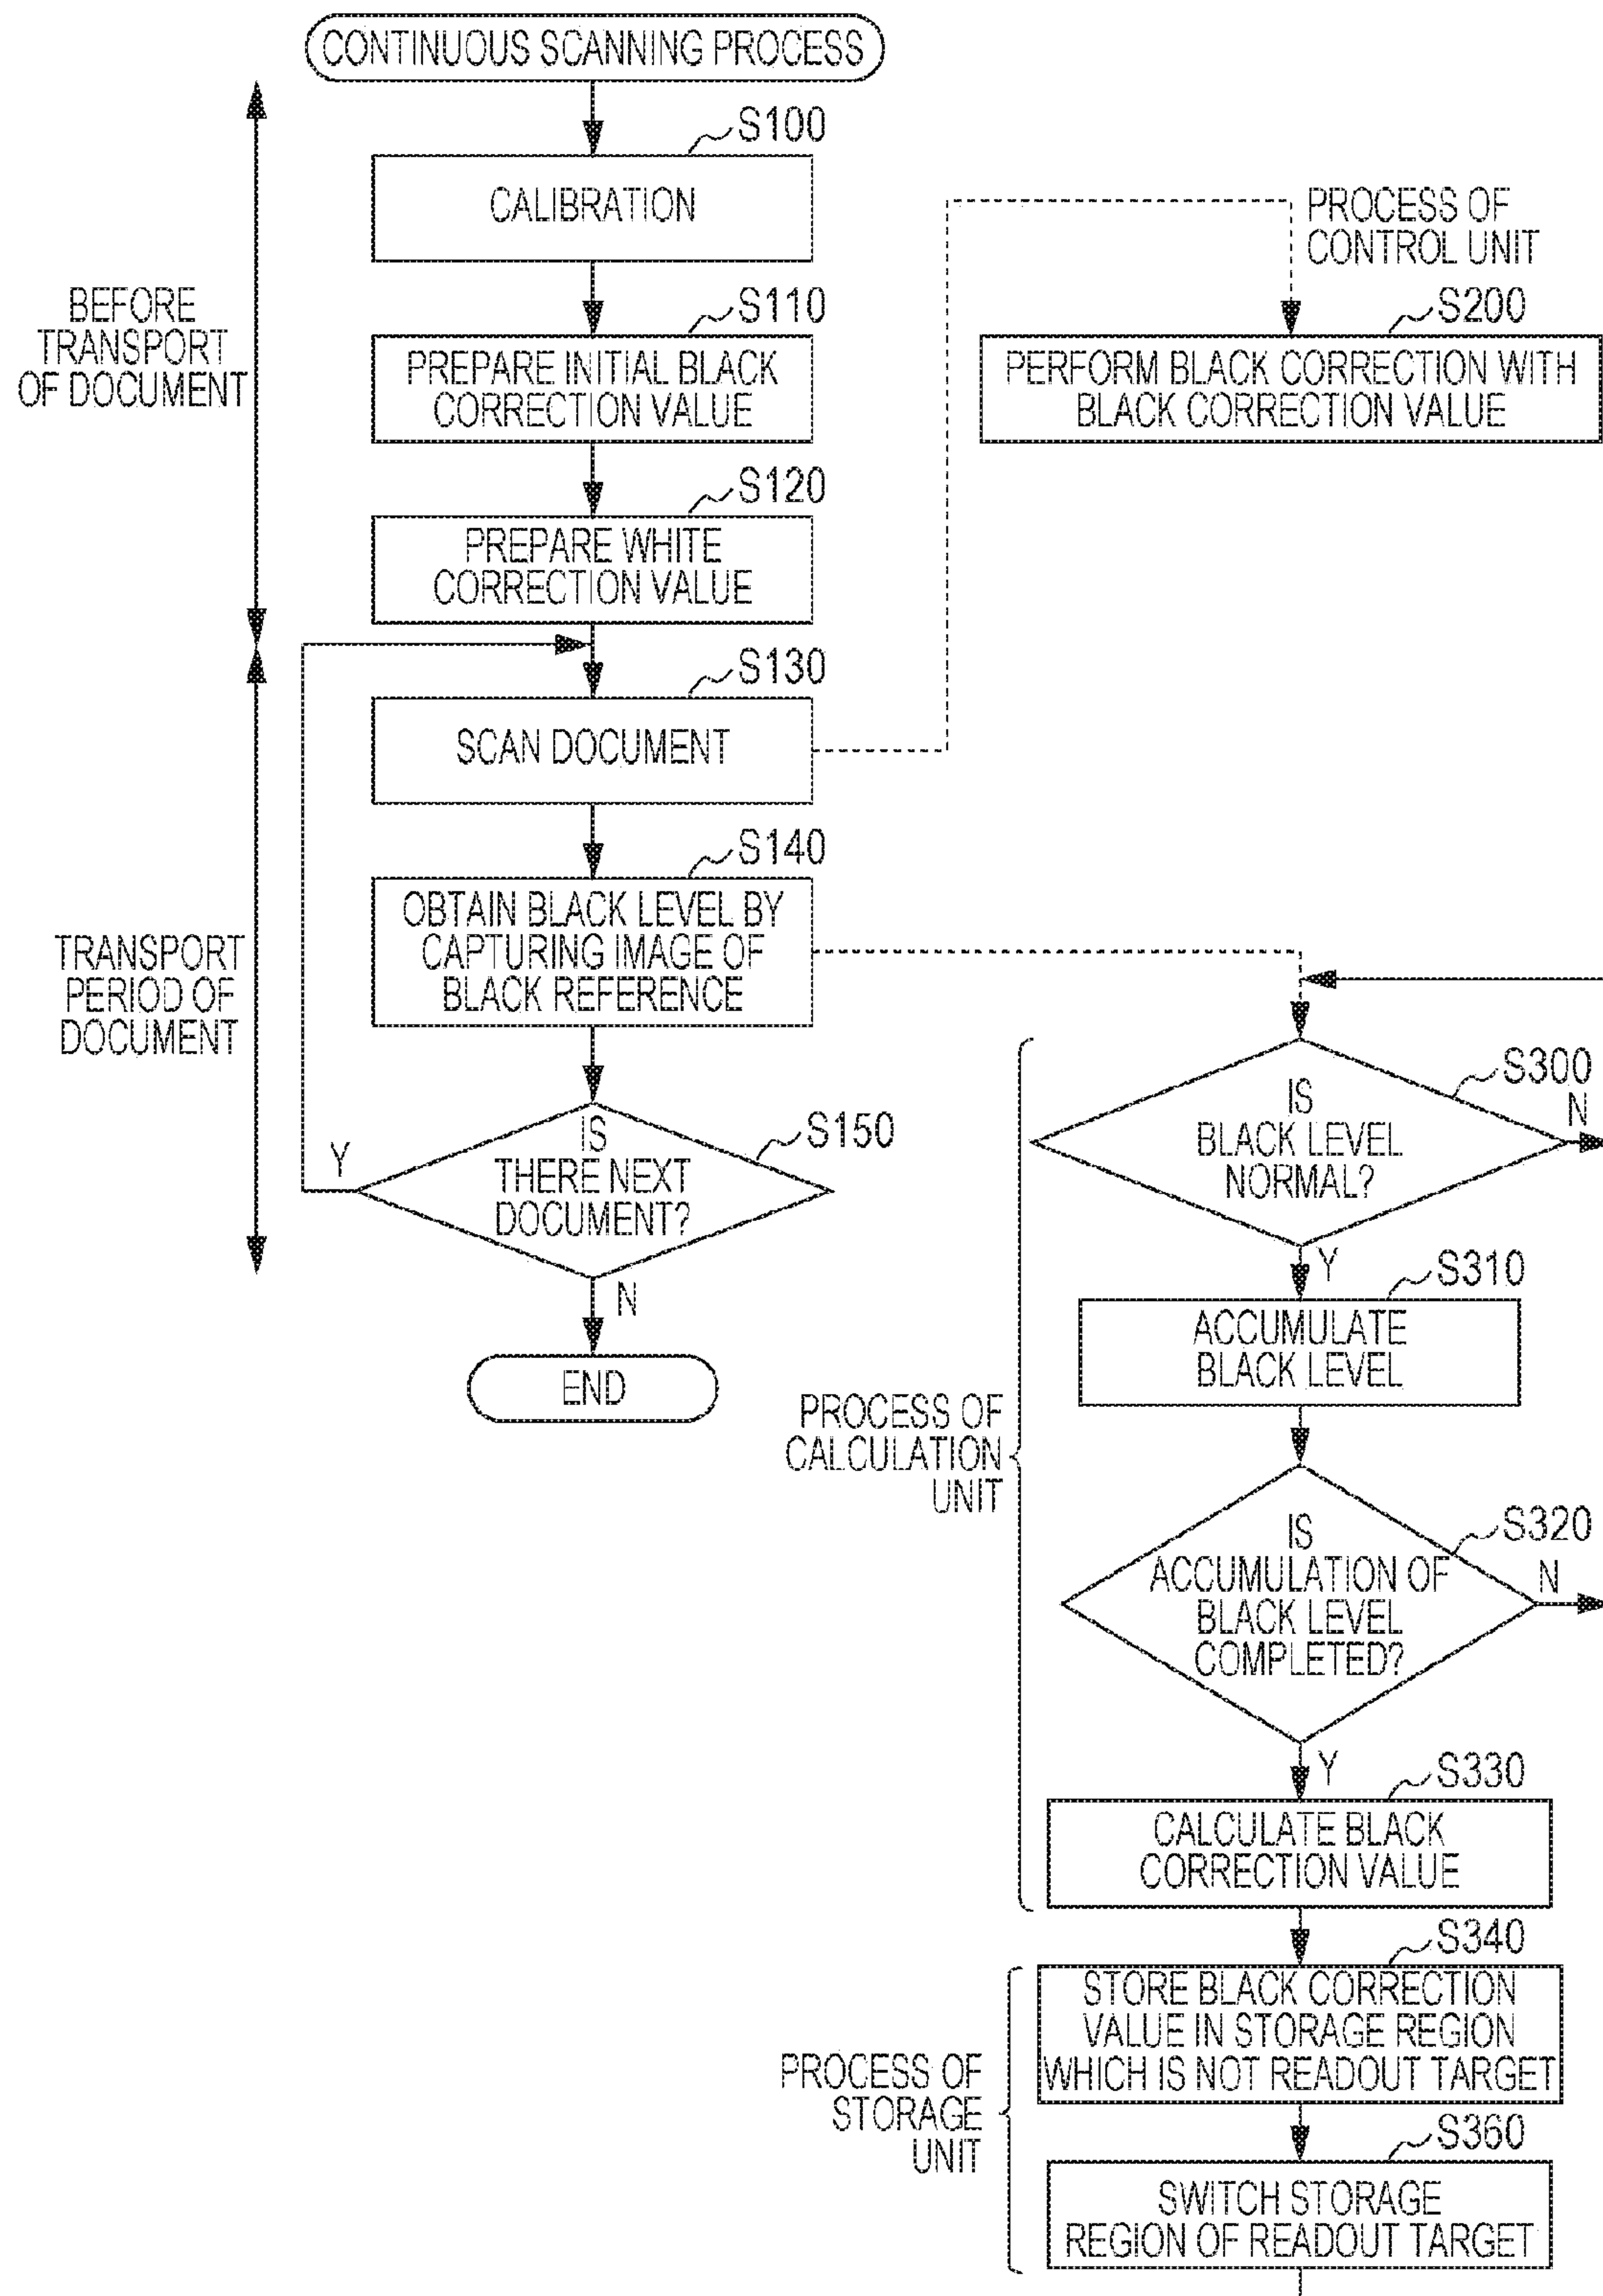 CONTINUOUS SCANNING PROCESS
S100
CALIBRATION
PROCESS OF
CONTROL UNIT
BEFORE
TRANSPORT
OF DOCUMENT
S110
PREPARE INITIAL BLACK
CORRECTION VALUE
S200
PERFORM BLACK CORRECTION WITH
BLACK CORRECTION VALUE
S120
PREPARE WHITE
CORRECTION VALUE
S130
SCAN DOCUMENT
S140
OBTAIN BLACK LEVEL BY
CAPTURING IMAGE OF
BLACK REFERENCE
TRANSPORT
PERIOD OF
DOCUMENT
S150
IS
THERE NEXT
DOCUMENT?
Y
N
END
S300
IS
BLACK LEVEL
NORMAL?
N
Y
S310
ACCUMULATE
BLACK LEVEL
PROCESS OF
CALCULATION
UNIT
S320
IS
ACCUMULATION OF
BLACK LEVEL
COMPLETED?
N
Y
S330
CALCULATE BLACK
CORRECTION VALUE
S340
STORE BLACK CORRECTION
VALUE IN STORAGE REGION
WHICH IS NOT READOUT TARGET
PROCESS OF
STORAGE
UNIT
S360
SWITCH STORAGE
REGION OF READOUT TARGET